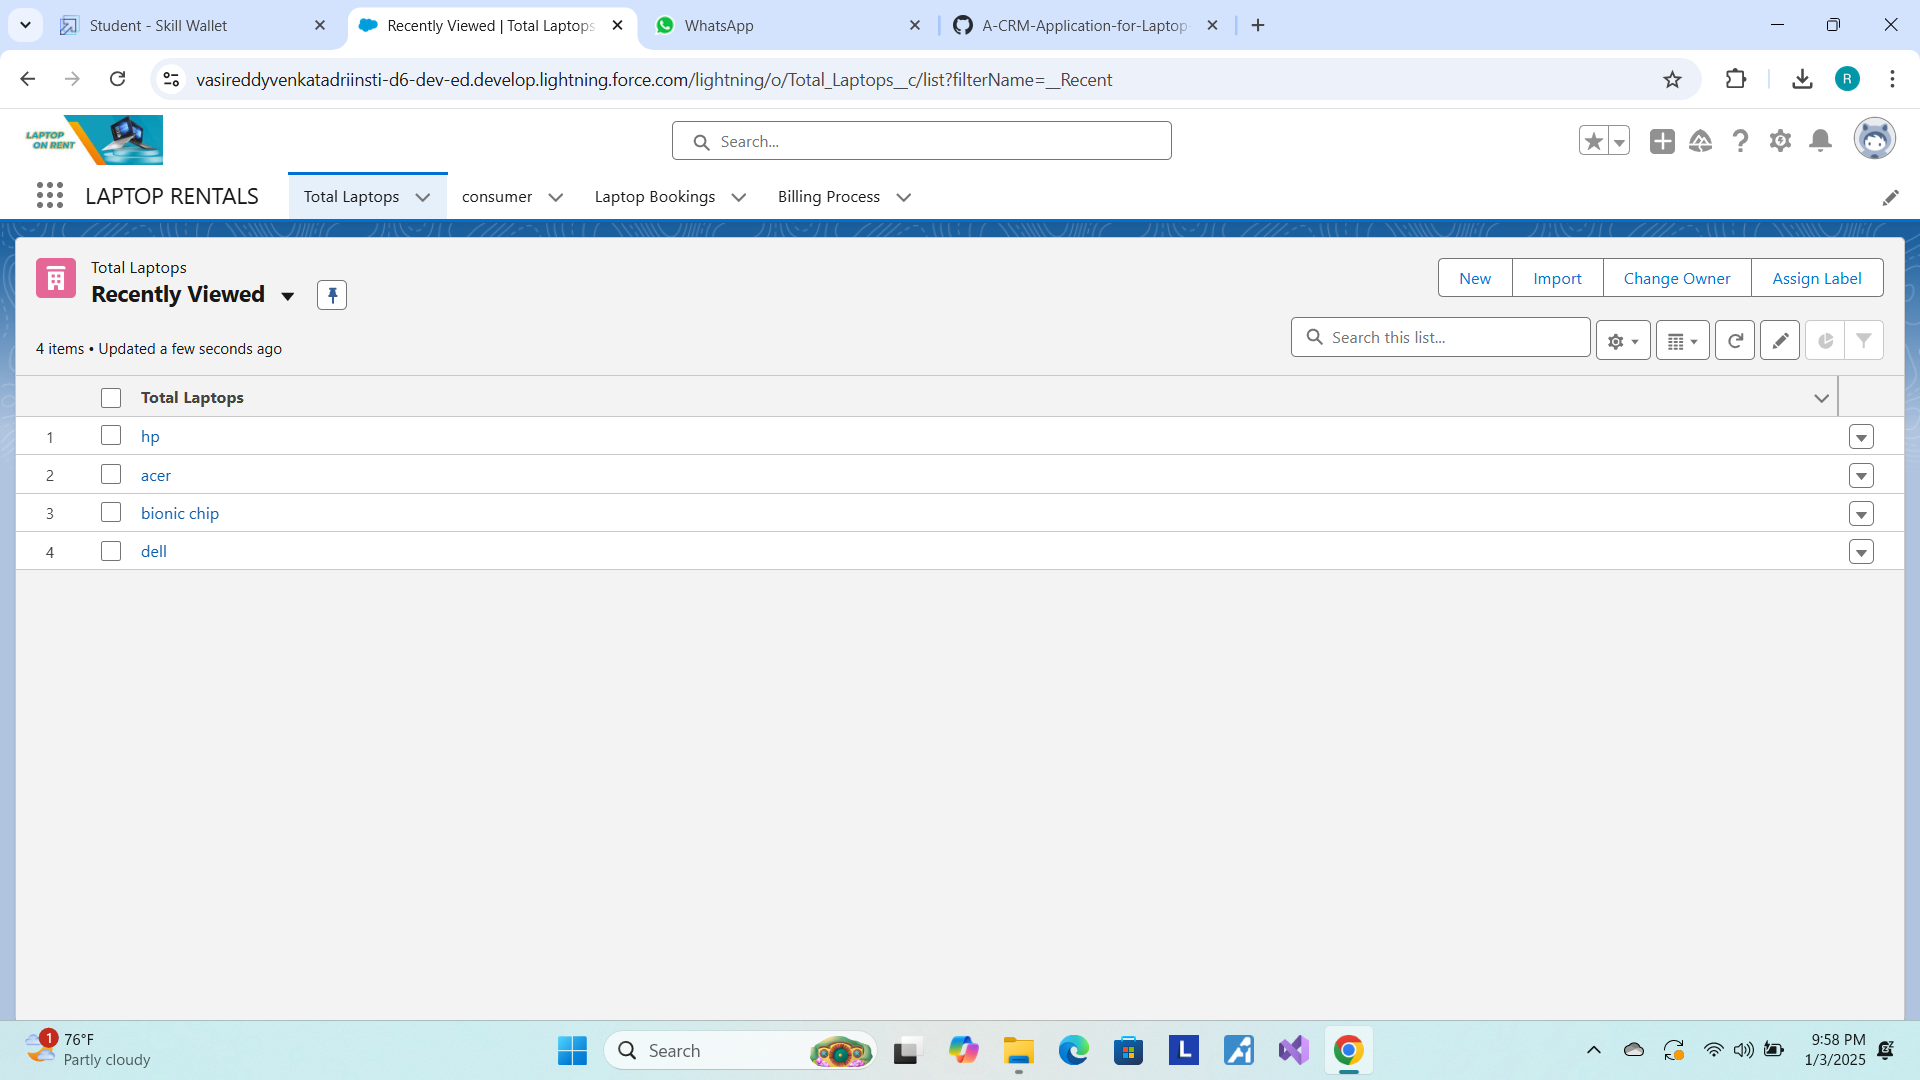 Student - Skill Wallet
Recently Viewed | Total Laptops
WhatsApp
A-CRM-Application-for-Laptop-
vasireddyvenkatadriinsti-d6-dev-ed.develop.lightning.force.com/lightning/o/Total_Laptops__c/list?filterName=__Recent
R
LAPTOP
ON RENT
Search...
LAPTOP RENTALS
Total Laptops
consumer
Laptop Bookings
Billing Process
Total Laptops
Recently Viewed
New
Import
Change Owner
Assign Label
4 items • Updated a few seconds ago
Search this list...
Total Laptops
1 hp
2 acer
3 bionic chip
4 dell
1
76°F
Partly cloudy
Search
L
9:58 PM
1/3/2025